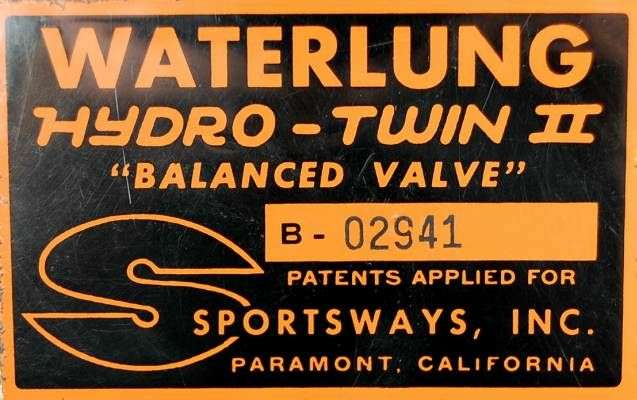 WATERLUNG
HYDRO-TWIN II
"BALANCED VALVE"
B - 02941
PATENTS APPLIED FOR
SPORTSWAYS, INC.
PARAMONT, CALIFORNIA